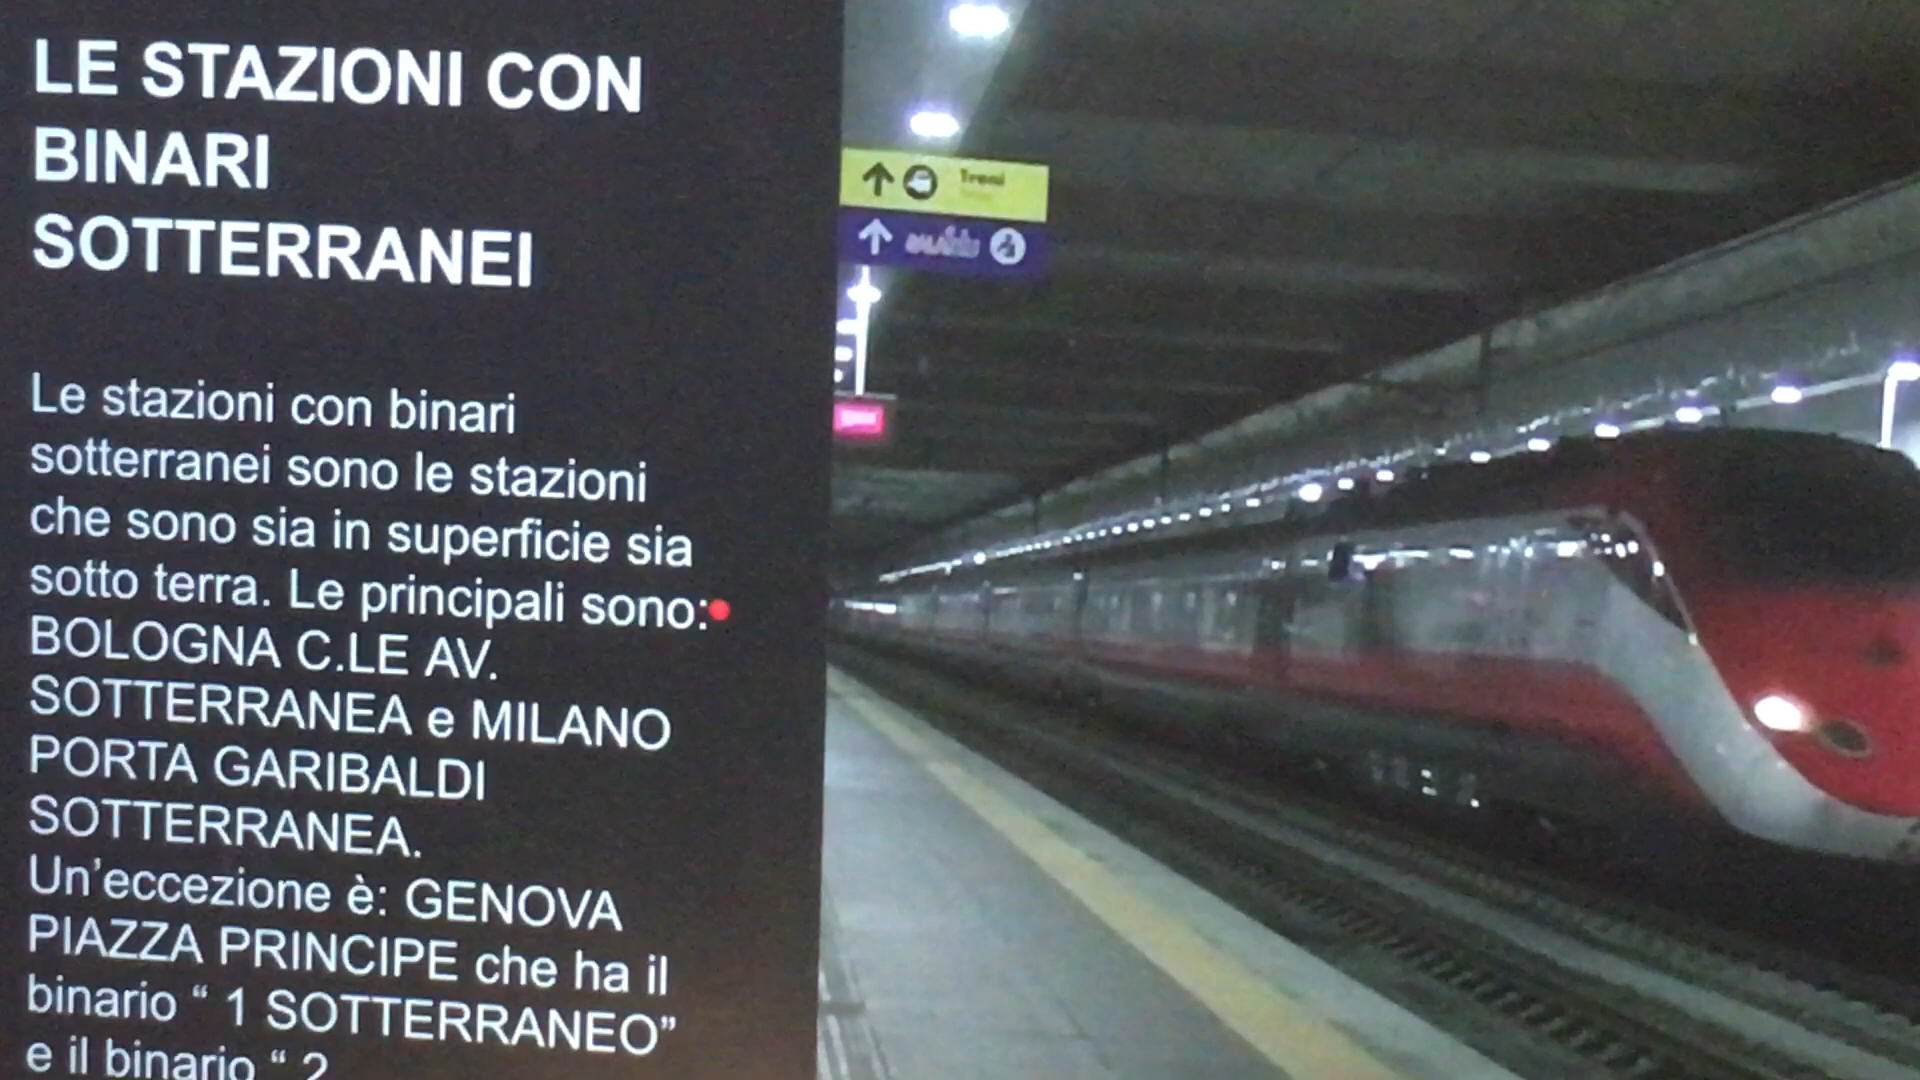 LE STAZIONI CON
BINARI
SOTTERRANEI
Le stazioni con binari
sotterranei sono le stazioni
che sono sia in superficie sia
sotto terra. Le principali sono:
BOLOGNA C.LE AV.
SOTTERRANEA e MILANO
PORTA GARIBALDI
SOTTERRANEA.
Un’eccezione è: GENOVA
PIAZZA PRINCIPE che ha il
binario “ 1 SOTTERRANEO”
e il binario “ 2
Treni